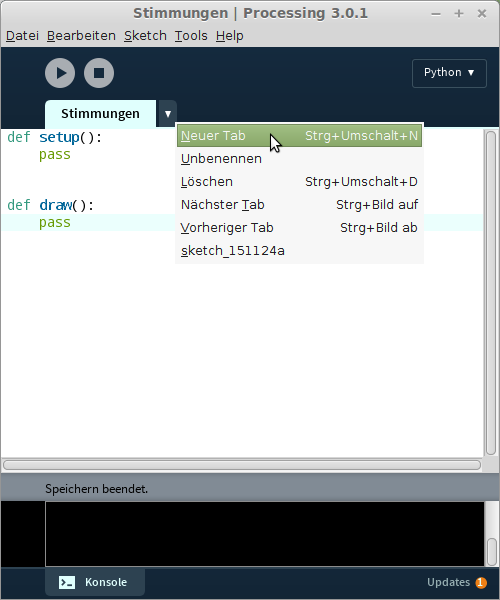 Stimmungen | Processing 3.0.1
Datei Bearbeiten Sketch Tools Help
Python ▾
Stimmungen ▾
Neuer Tab Strg+Umschalt+N
Unbenennen
Löschen Strg+Umschalt+D
Nächster Tab Strg+Bild auf
Vorheriger Tab Strg+Bild ab
sketch_151124a
def setup():
    pass
def draw():
    pass
Speichern beendet.
Konsole Updates 1